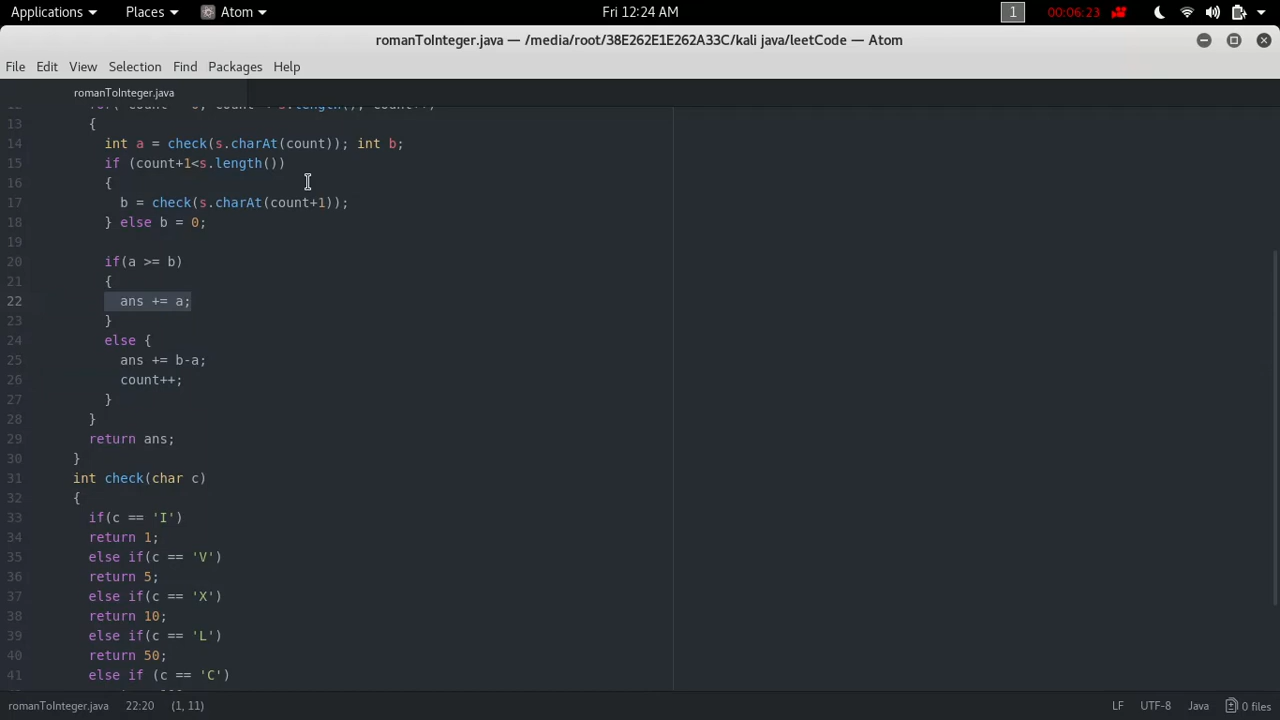 Applications Places Atom Fri 12:24 AM 1 00:06:23
romanToInteger.java — /media/root/38E262E1E262A33C/kali java/leetCode — Atom
File Edit View Selection Find Packages Help
romanToInteger.java
13 {
14 int a = check(s.charAt(count)); int b;
15 if (count+1<s.length())
16 {
17 b = check(s.charAt(count+1));
18 } else b = 0;
19
20 if(a >= b)
21 {
22 ans += a;
23 }
24 else {
25 ans += b-a;
26 count++;
27 }
28 }
29 return ans;
30 }
31 int check(char c)
32 {
33 if(c == 'I')
34 return 1;
35 else if(c == 'V')
36 return 5;
37 else if(c == 'X')
38 return 10;
39 else if(c == 'L')
40 return 50;
41 else if (c == 'C')
romanToInteger.java 22:20 (1, 11) LF UTF-8 Java 0 files